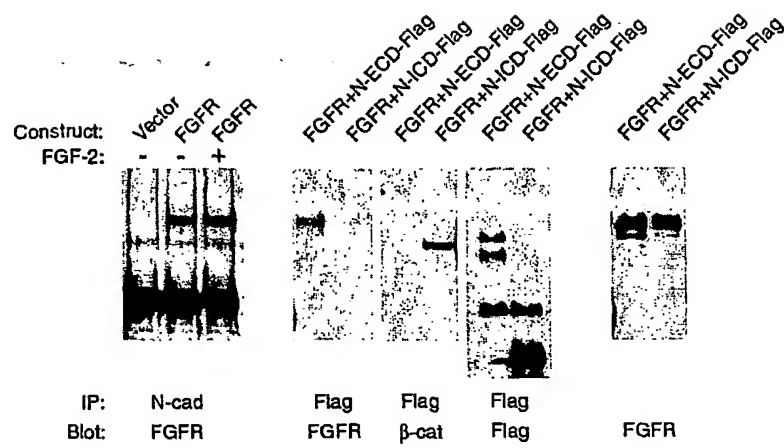 Construct: Vector FGFR FGFR FGFR+N-ECD-Flag FGFR+N-ICD-Flag FGFR+N-ECD-Flag FGFR+N-ICD-Flag FGFR+N-ECD-Flag FGFR+N-ICD-Flag FGFR+N-ECD-Flag FGFR+N-ICD-Flag
FGF-2: - - +
IP: N-cad Flag Flag Flag
Blot: FGFR FGFR β-cat Flag FGFR